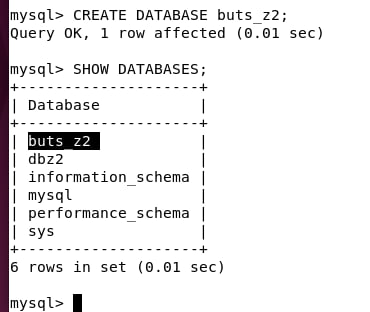 mysql> CREATE DATABASE buts_z2;
Query OK, 1 row affected (0.01 sec)
mysql> SHOW DATABASES;
+--------------------+
| Database           |
+--------------------+
| buts_z2            |
| dbz2               |
| information_schema |
| mysql              |
| performance_schema |
| sys                |
+--------------------+
6 rows in set (0.01 sec)
mysql>